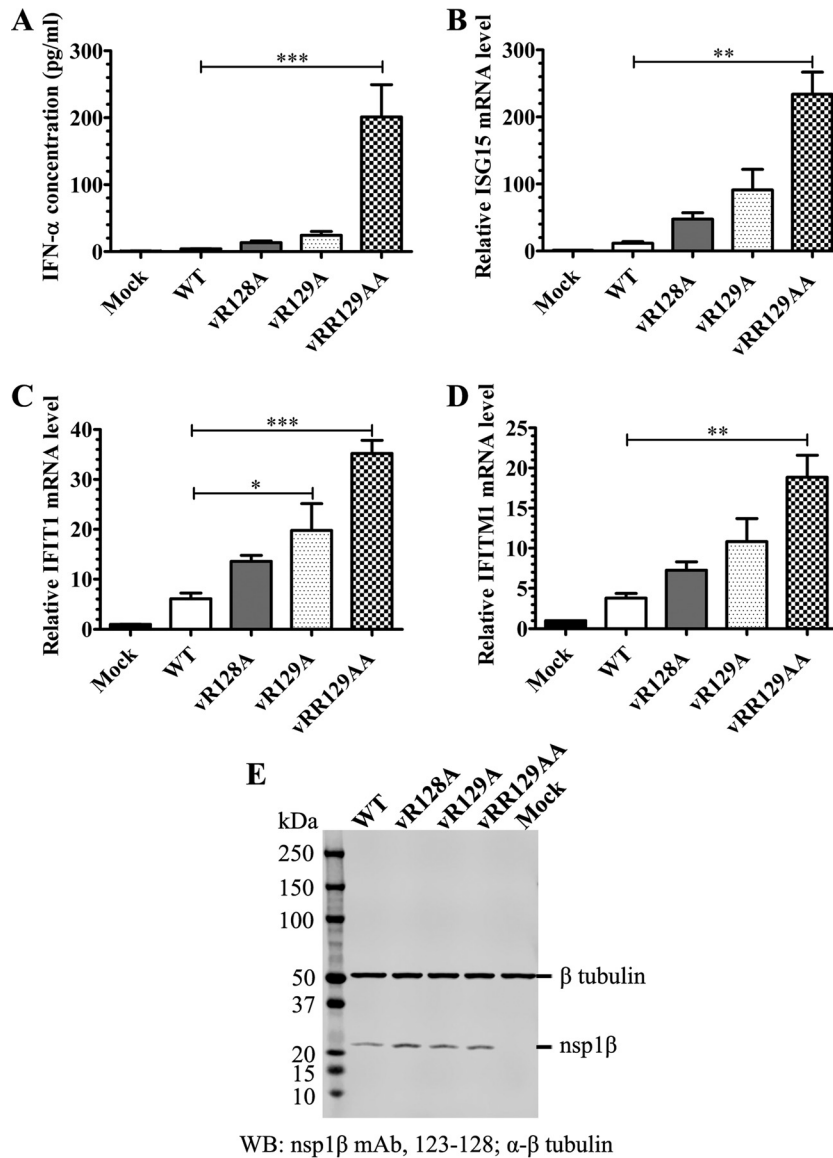 A
IFN-α concentration (pg/ml)
300
200
100
0
***
Mock
WT
vR128A
vR129A
vRR129AA
B
Relative ISG15 mRNA level
300
200
100
0
**
Mock
WT
vR128A
vR129A
vRR129AA
C
Relative IFIT1 mRNA level
40
30
20
10
0
***
*
Mock
WT
vR128A
vR129A
vRR129AA
D
Relative IFITM1 mRNA level
25
20
15
10
5
0
**
Mock
WT
vR128A
vR129A
vRR129AA
E
WT
vR128A
vR129A
vRR129AA
Mock
kDa
250
150
100
50
37
20
15
10
β tubulin
nsp1β
WB: nsp1β mAb, 123-128; α-β tubulin